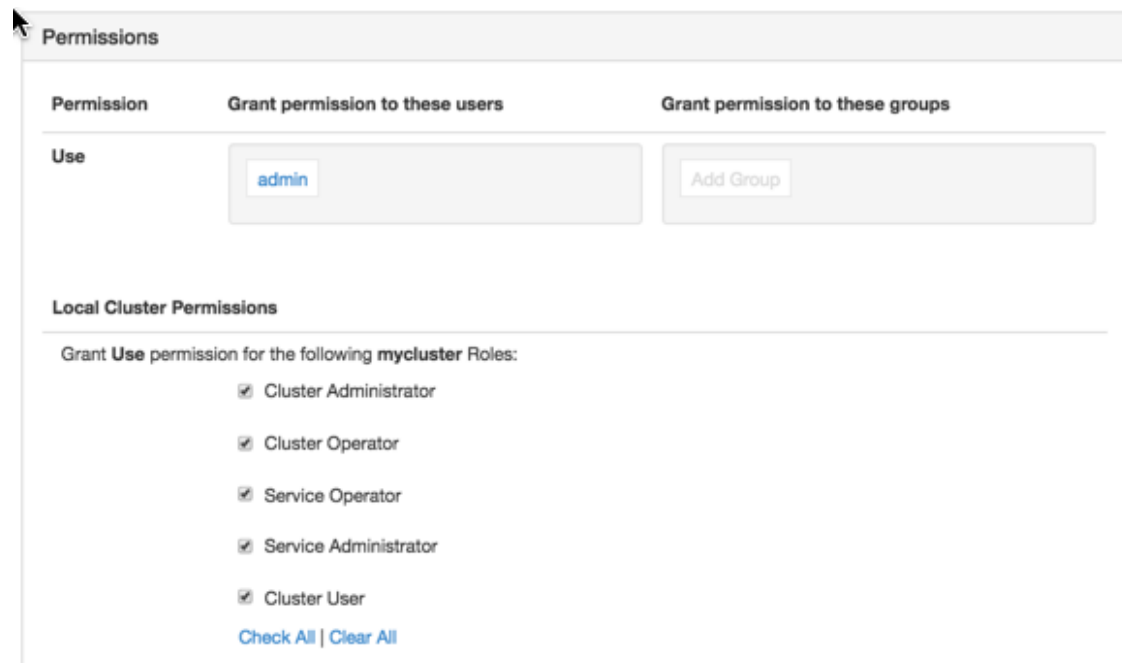 Permissions
Permission Grant permission to these users Grant permission to these groups
Use admin Add Group
Local Cluster Permissions
Grant Use permission for the following mycluster Roles:
Cluster Administrator
Cluster Operator
Service Operator
Service Administrator
Cluster User
Check All | Clear All